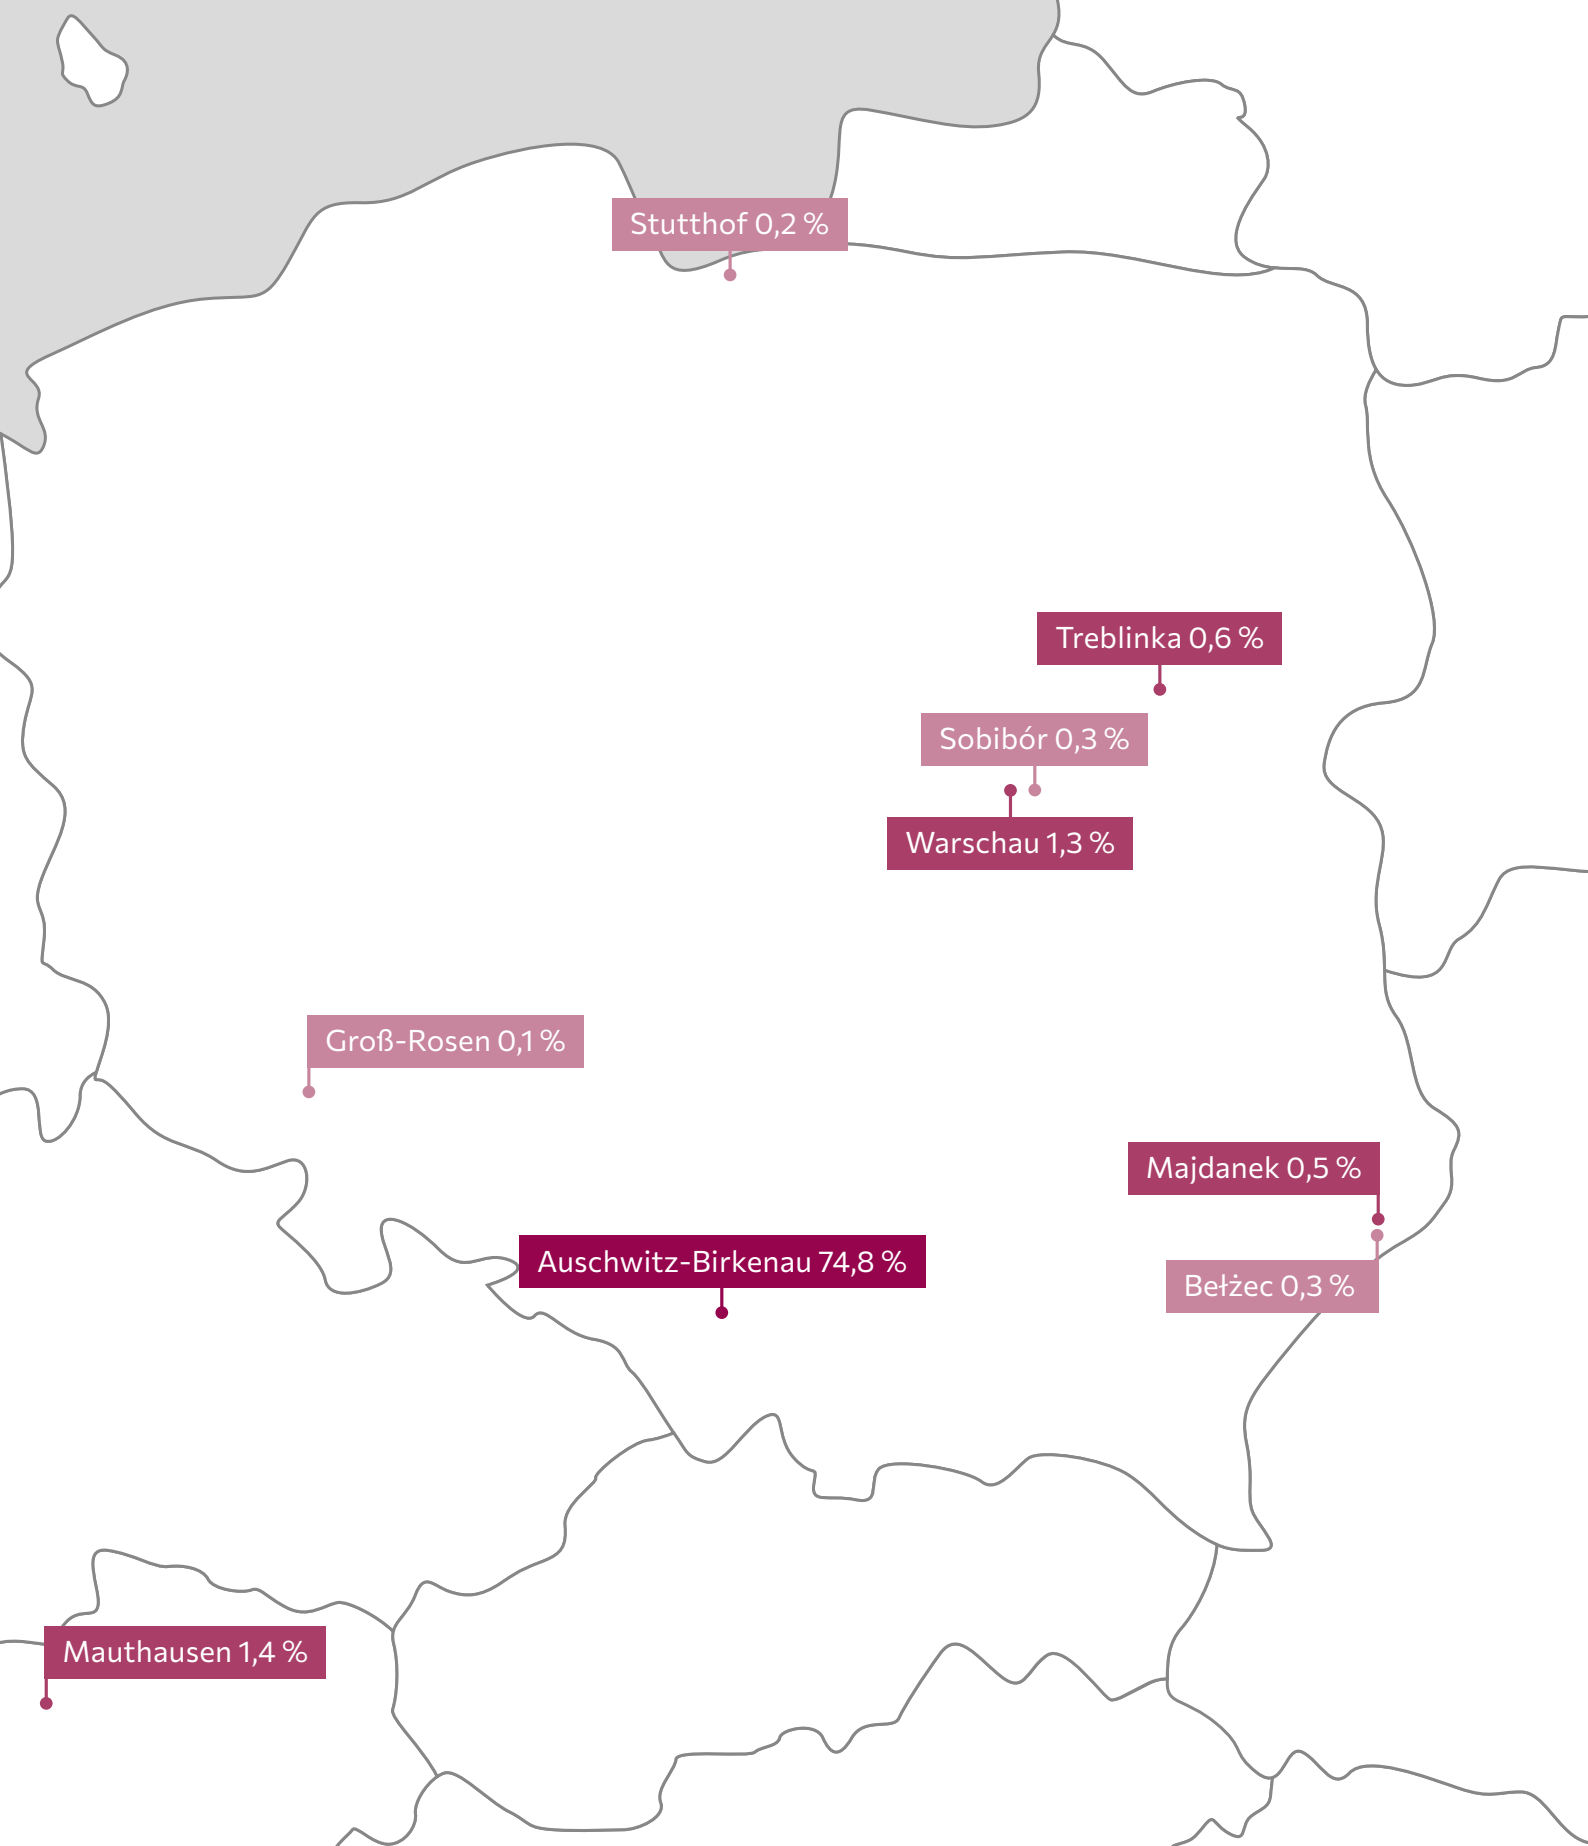 Stutthof 0,2 %
Treblinka 0,6 %
Sobibór 0,3 %
Warschau 1,3 %
Groß-Rosen 0,1 %
Majdanek 0,5 %
Auschwitz-Birkenau 74,8 %
Bełżec 0,3 %
Mauthausen 1,4 %